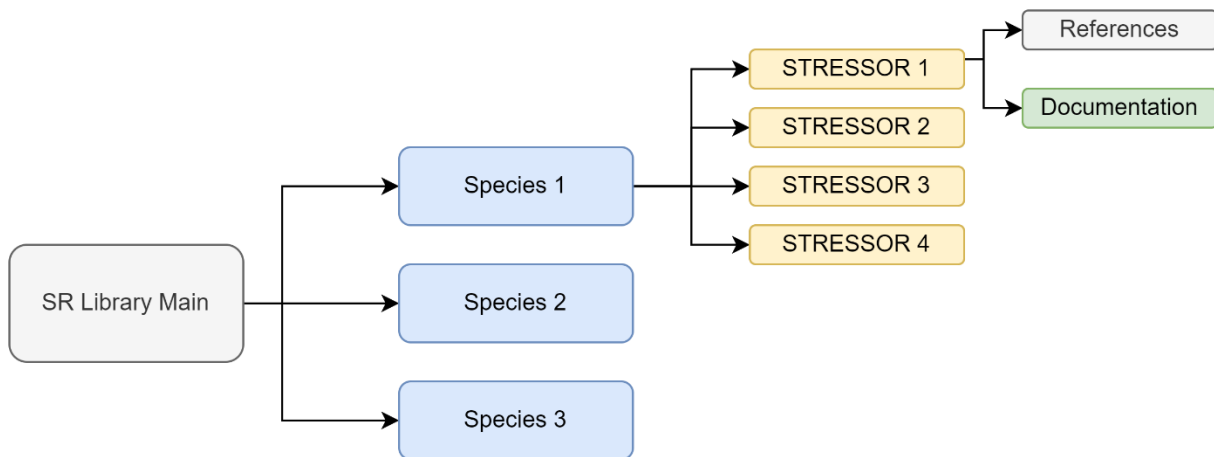 References
STRESSOR 1
Documentation
STRESSOR 2
STRESSOR 3
Species 1
STRESSOR 4
SR Library Main
Species 2
Species 3